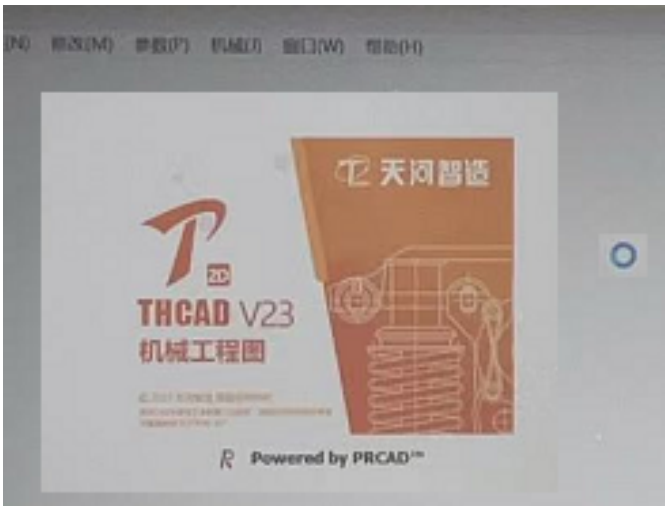 (N) 修改(M) 参数(P) 机械(J) 窗口(W) 帮助(H)
天河智造
2D
THCAD V23
机械工程图
Powered by PRCAD™